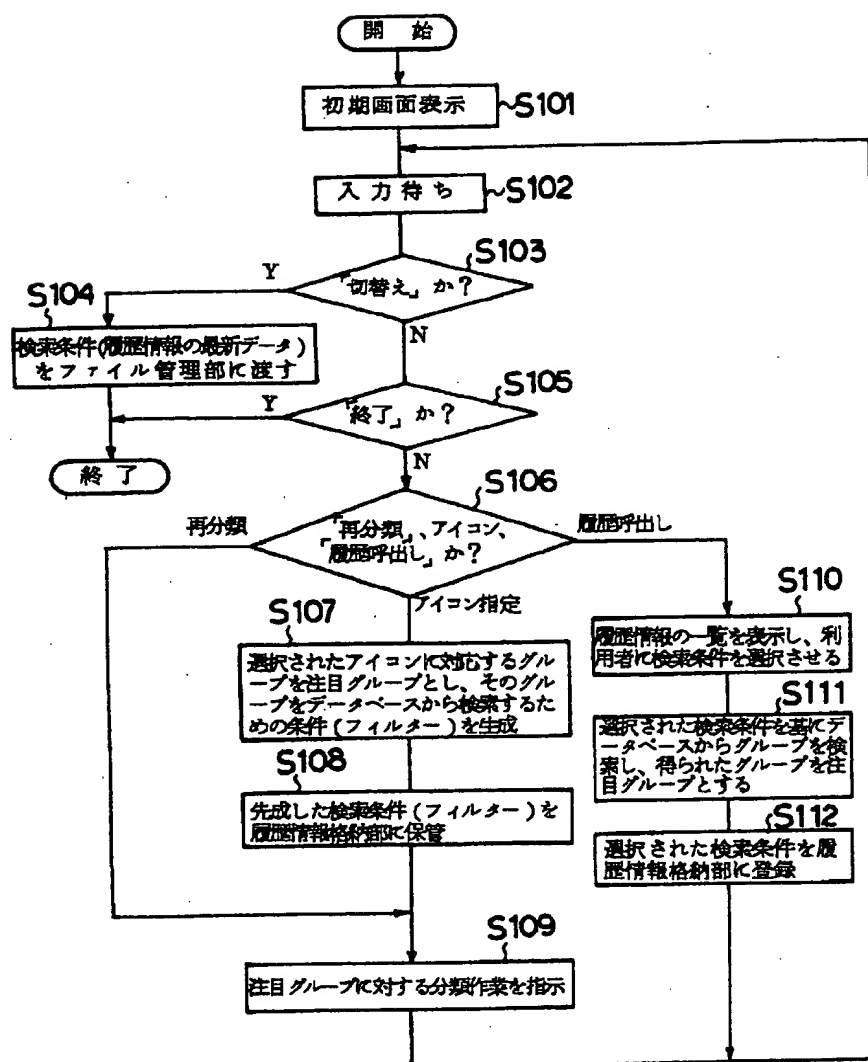 開始
初期画面表示
S101
入力待ち
S102
S103
「切替え」か?
Y
N
S104
検索条件(履歴情報の最新データ)
をファイル管理部に渡す
S105
「終了」か?
Y
N
終了
S106
「再分類」、アイコン、
「履歴呼出し」か?
再分類
履歴呼出し
アイコン指定
S107
選択されたアイコンに対応するグル
ープを注目グループとし、そのグル
ープをデータベースから検索するた
めの条件(フィルター)を生成
S108
先成した検索条件(フィルター)を
履歴情報格納部に保管
S110
履歴情報の一覧を表示し、利
用者に検索条件を選択させる
S111
選択された検索条件を基にデ
ータベースからグループを検
索し、得られたグループを注
目グループとする
S112
選択された検索条件を履
歴情報格納部に登録
S109
注目グループに対する分類作業を指示